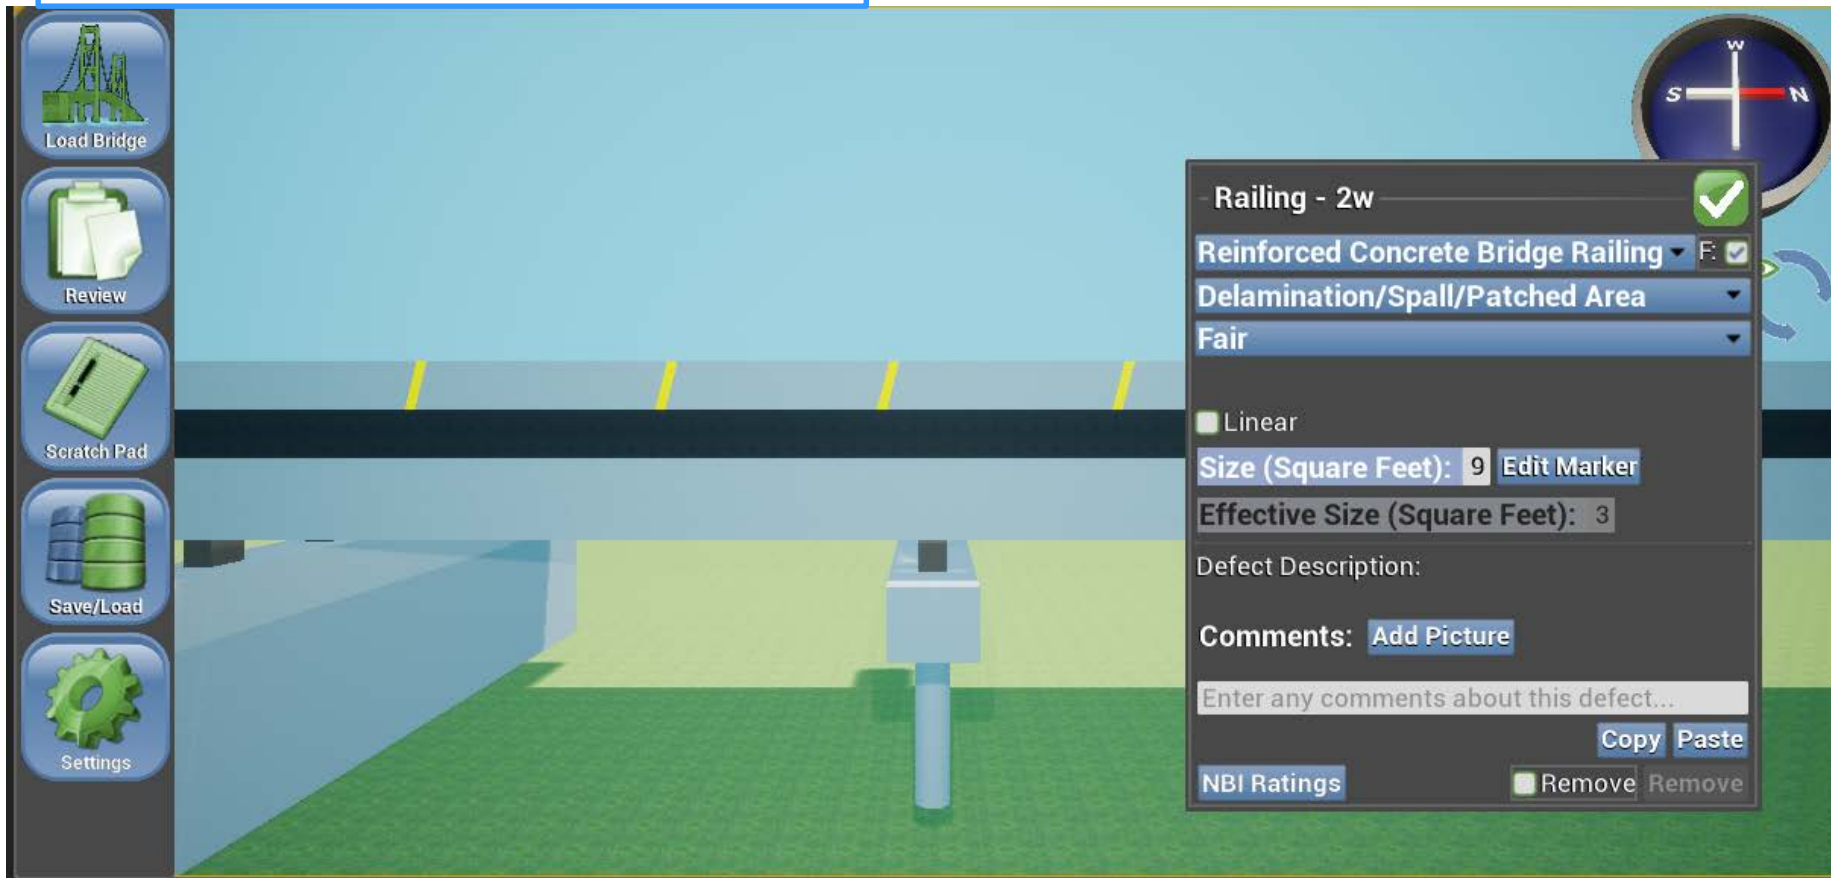 Load Bridge
Review
Scratch Pad
Save/Load
Settings
W
S N
Railing - 2w
Reinforced Concrete Bridge Railing F:
Delamination/Spall/Patched Area
Fair
Linear
Size (Square Feet): 9 Edit Marker
Effective Size (Square Feet): 3
Defect Description:
Comments: Add Picture
Enter any comments about this defect...
Copy Paste
NBI Ratings Remove Remove